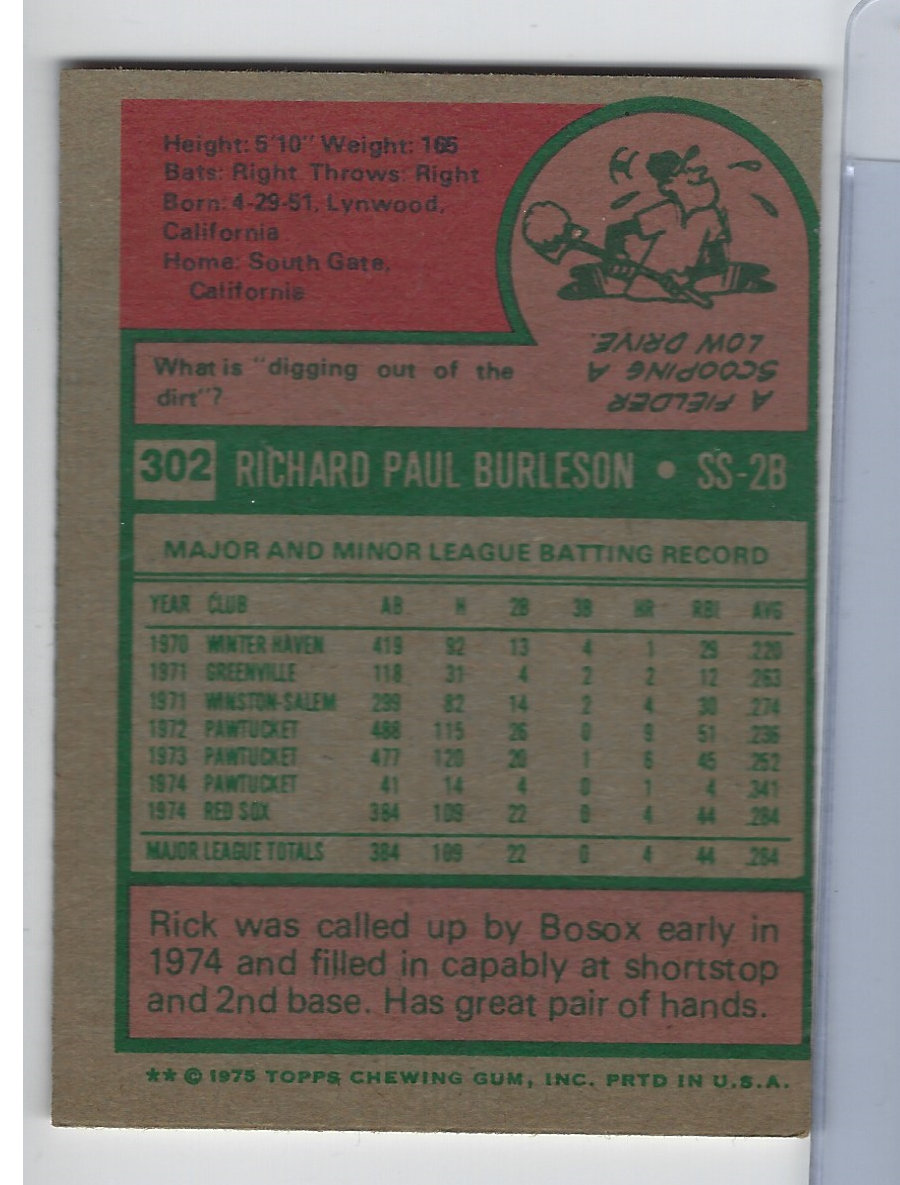 Height: 5'10" Weight: 165
Bats: Right Throws: Right
Born: 4-29-51, Lynwood,
California
Home: South Gate,
California
What is "digging out of the
dirt"?
A FIELDER
SCOOPING A
LOW DRIVE.
302 RICHARD PAUL BURLESON • SS-2B
MAJOR AND MINOR LEAGUE BATTING RECORD
YEAR CLUB AB H 2B 3B HR RBI AVG
1970 WINTER HAVEN 419 92 13 4 1 29 .220
1971 GREENVILLE 118 31 4 2 2 12 .263
1971 WINSTON-SALEM 299 82 14 2 4 30 .274
1972 PAWTUCKET 488 115 26 0 9 51 .236
1973 PAWTUCKET 477 120 20 1 6 45 .252
1974 PAWTUCKET 41 14 4 0 1 4 .341
1974 RED SOX 384 109 22 0 4 44 .284
MAJOR LEAGUE TOTALS 384 109 22 0 4 44 .284
Rick was called up by Bosox early in
1974 and filled in capably at shortstop
and 2nd base. Has great pair of hands.
** © 1975 TOPPS CHEWING GUM, INC. PRTD IN U.S.A.